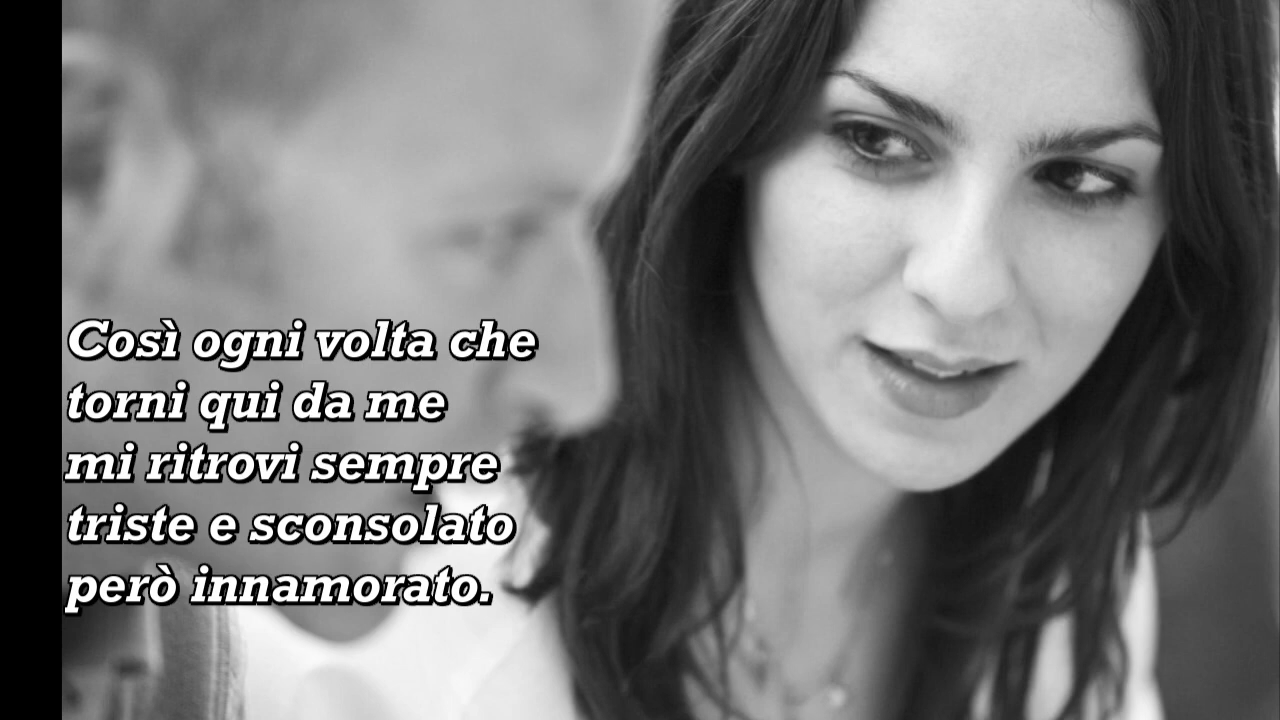 Così ogni volta che
torni qui da me
mi ritrovi sempre
triste e sconsolato
però innamorato.